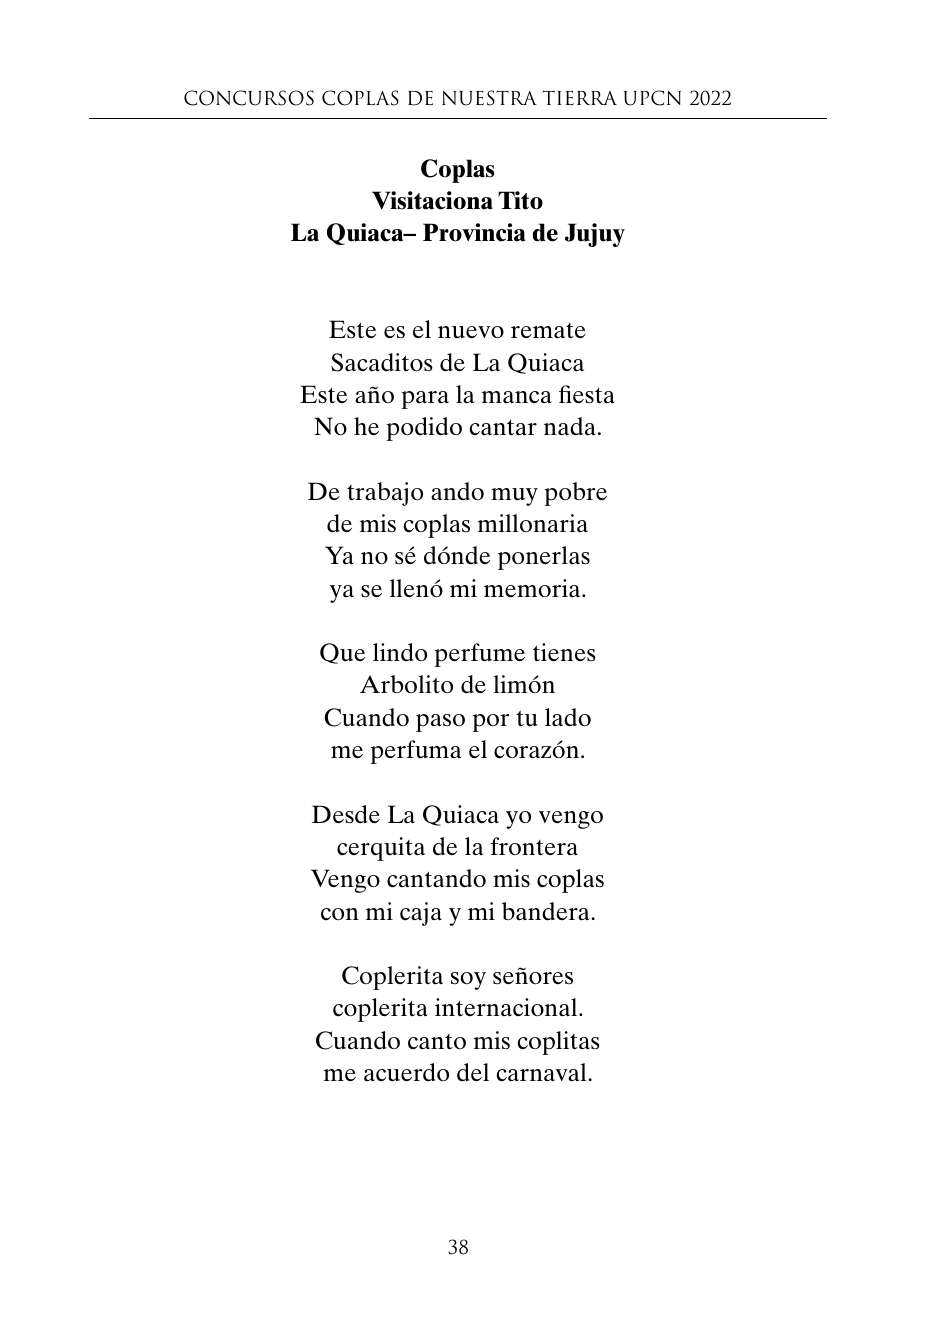 CONCURSOS COPLAS DE NUESTRA TIERRA UPCN 2022
Coplas
Visitaciona Tito
La Quiaca– Provincia de Jujuy
Este es el nuevo remate
Sacaditos de La Quiaca
Este año para la manca fiesta
No he podido cantar nada.
De trabajo ando muy pobre
de mis coplas millonaria
Ya no sé dónde ponerlas
ya se llenó mi memoria.
Que lindo perfume tienes
Arbolito de limón
Cuando paso por tu lado
me perfuma el corazón.
Desde La Quiaca yo vengo
cerquita de la frontera
Vengo cantando mis coplas
con mi caja y mi bandera.
Coplerita soy señores
coplerita internacional.
Cuando canto mis coplitas
me acuerdo del carnaval.
38